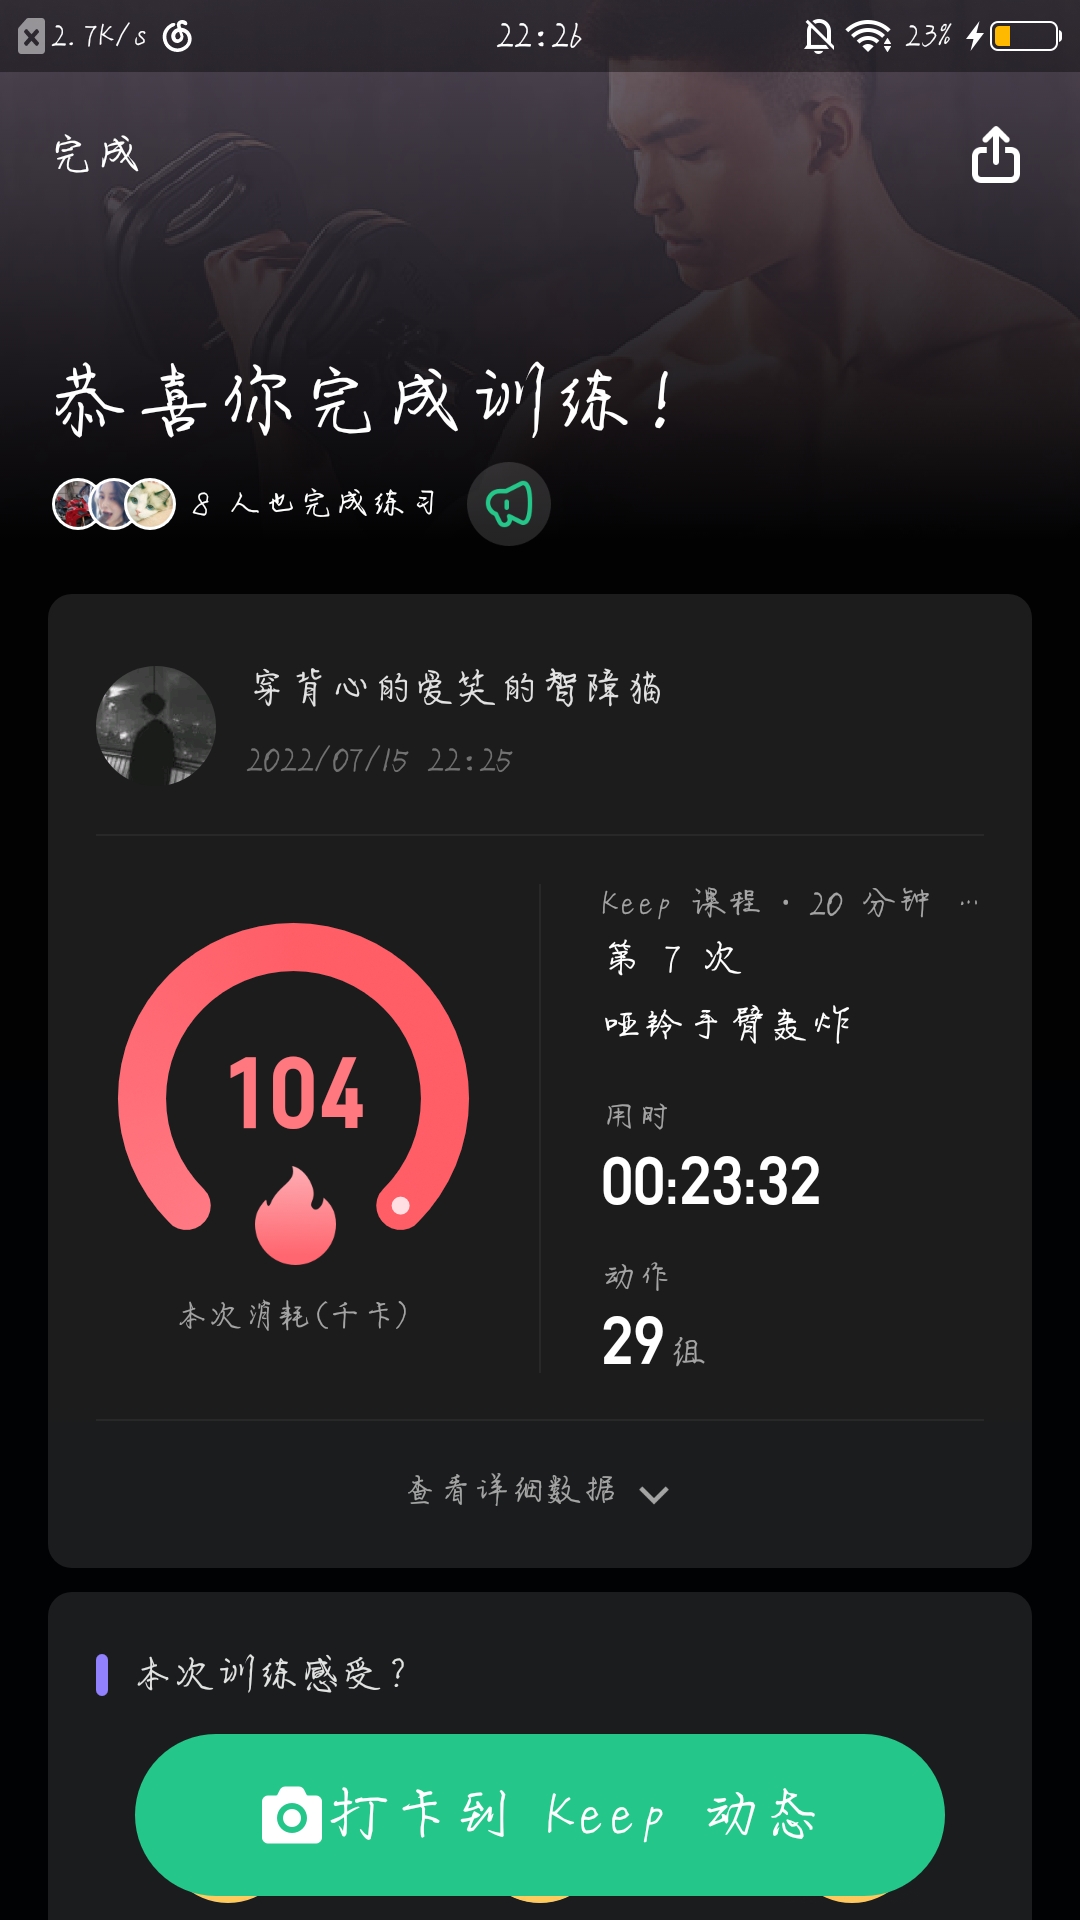 2.7K/s
22:26
23%
完成
恭喜你完成训练！
8 人也完成练习
穿背心的爱笑的智障猫
2022/07/15 22:25
Keep 课程 · 20 分钟 …
第 7 次
哑铃手臂轰炸
104
本次消耗(千卡)
用时
00:23:32
动作
29 组
查看详细数据
本次训练感受？
打卡到 Keep 动态